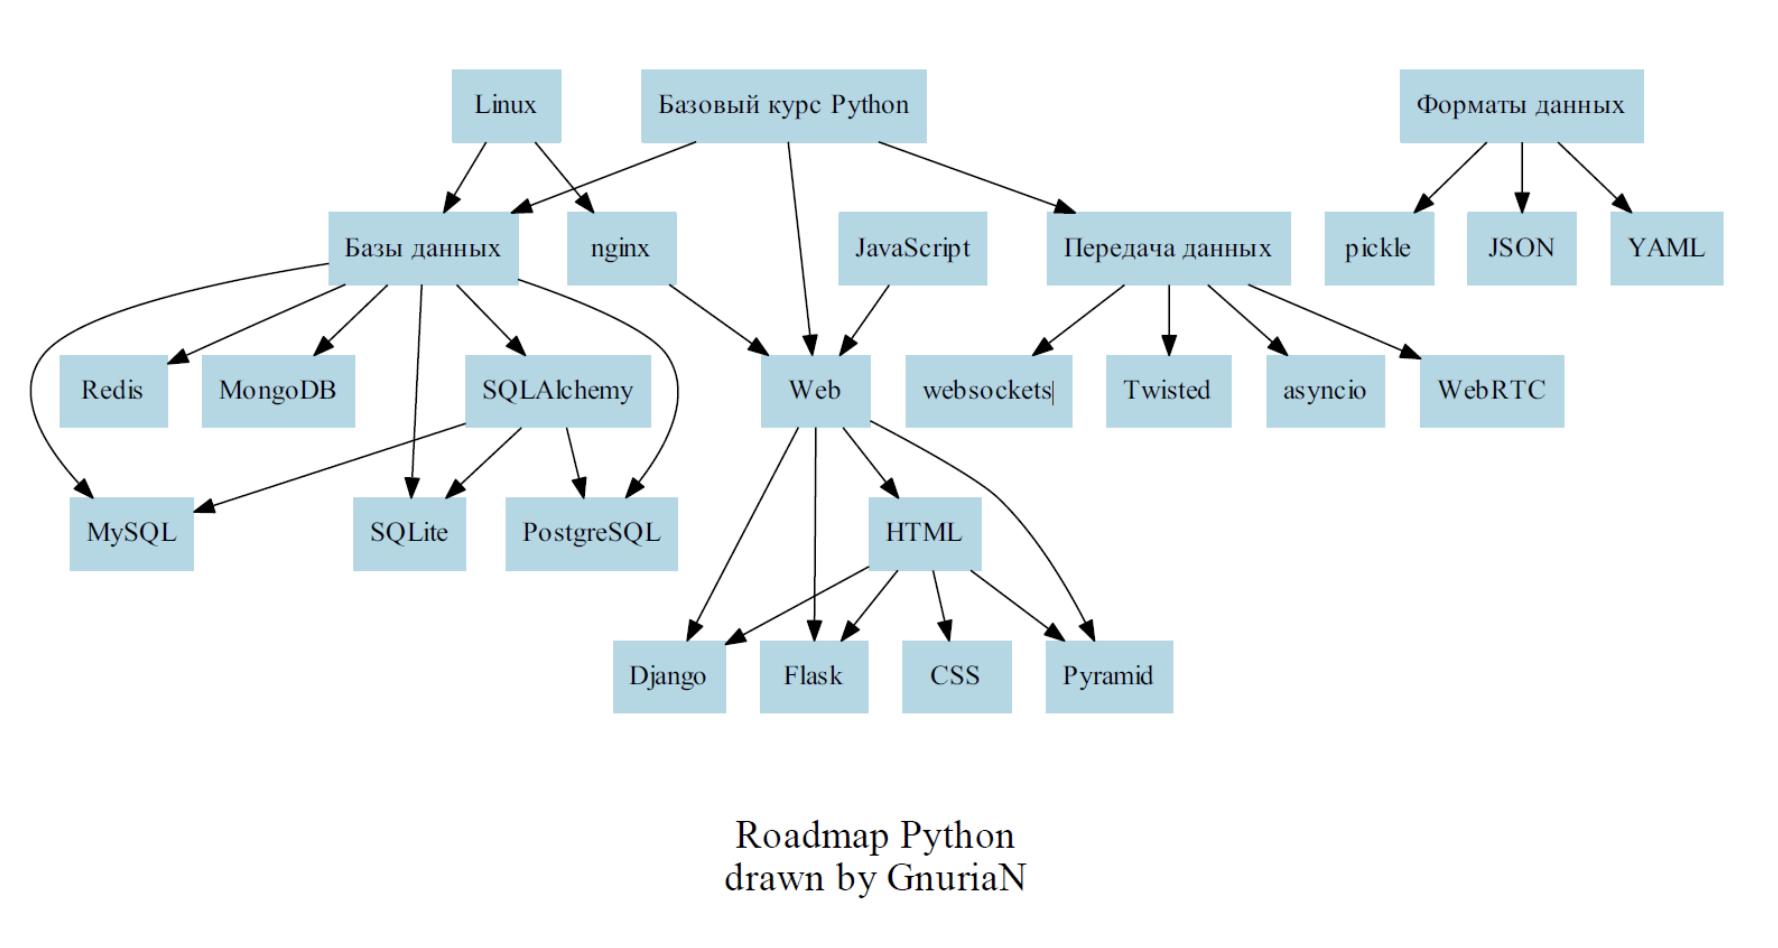 Linux
Базовый курс Python
Форматы данных
Базы данных
nginx
JavaScript
Передача данных
pickle
JSON
YAML
Redis
MongoDB
SQLAlchemy
Web
websockets
Twisted
asyncio
WebRTC
MySQL
SQLite
PostgreSQL
HTML
Django
Flask
CSS
Pyramid
Roadmap Python
drawn by GnuriaN